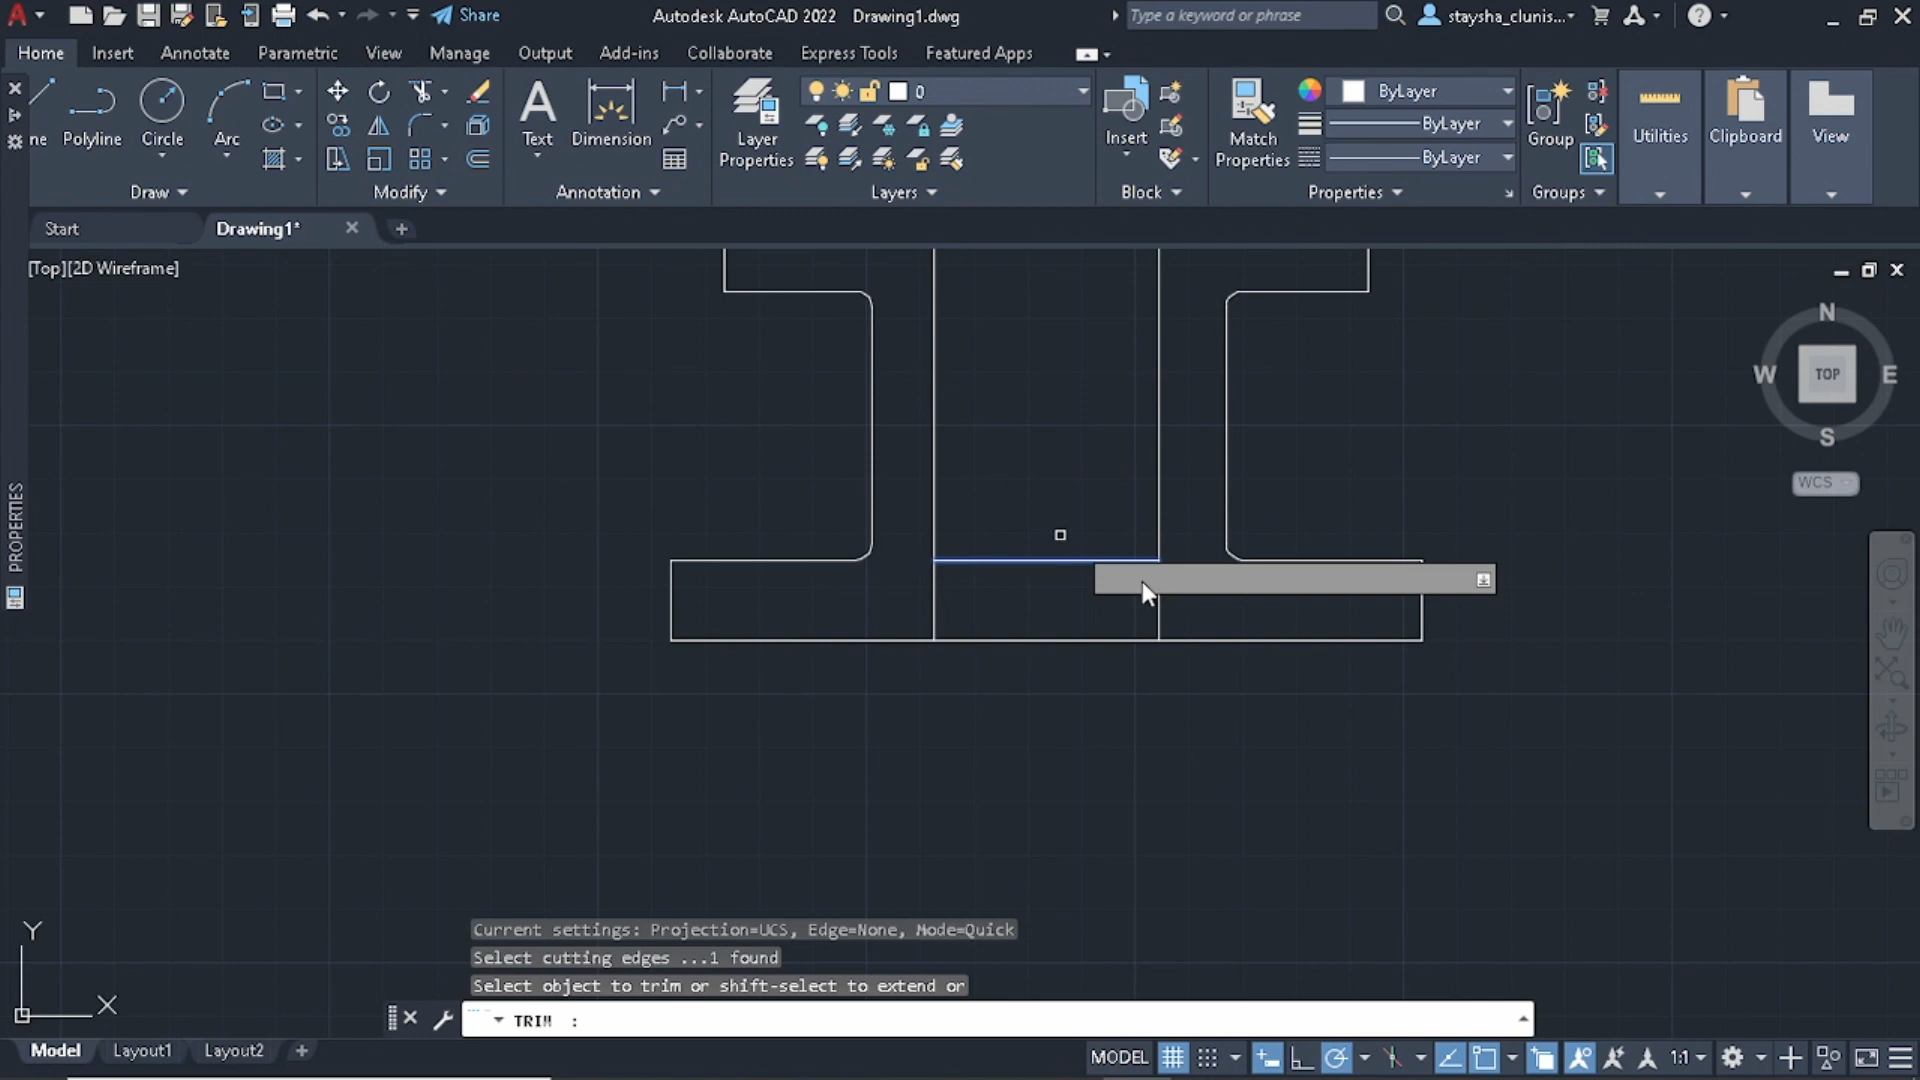 Share
Autodesk AutoCAD 2022 Drawing1.dwg
Type a keyword or phrase
staysha_clunis...
Home Insert Annotate Parametric View Manage Output Add-ins Collaborate Express Tools Featured Apps
ne Polyline Circle Arc
Text Dimension
Layer Properties
0
Insert
Match Properties
ByLayer
ByLayer
ByLayer
Group
Utilities Clipboard View
Draw Modify Annotation Layers Block Properties Groups
Start Drawing1*
[Top][2D Wireframe]
N
W TOP E
S
WCS
PROPERTIES
Y
X
Current settings: Projection=UCS, Edge=None, Mode=Quick
Select cutting edges ...1 found
Select object to trim or shift-select to extend or
TRIM :
Model Layout1 Layout2
MODEL 1:1